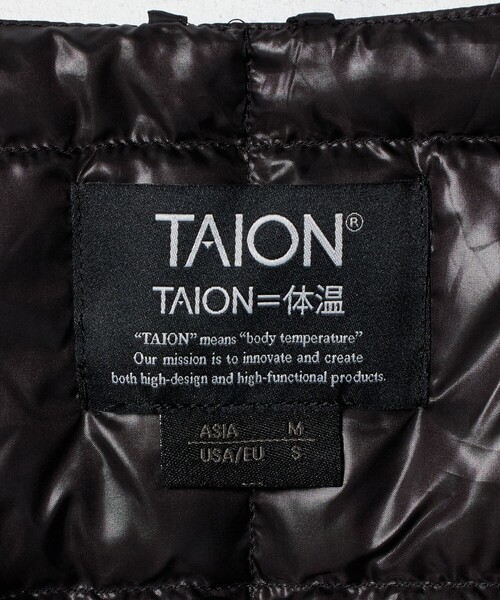 TAION®
TAION=体温
“TAION” means “body temperature”
Our mission is to innovate and create
both high-design and high-functional products.
ASIA M
USA/EU S